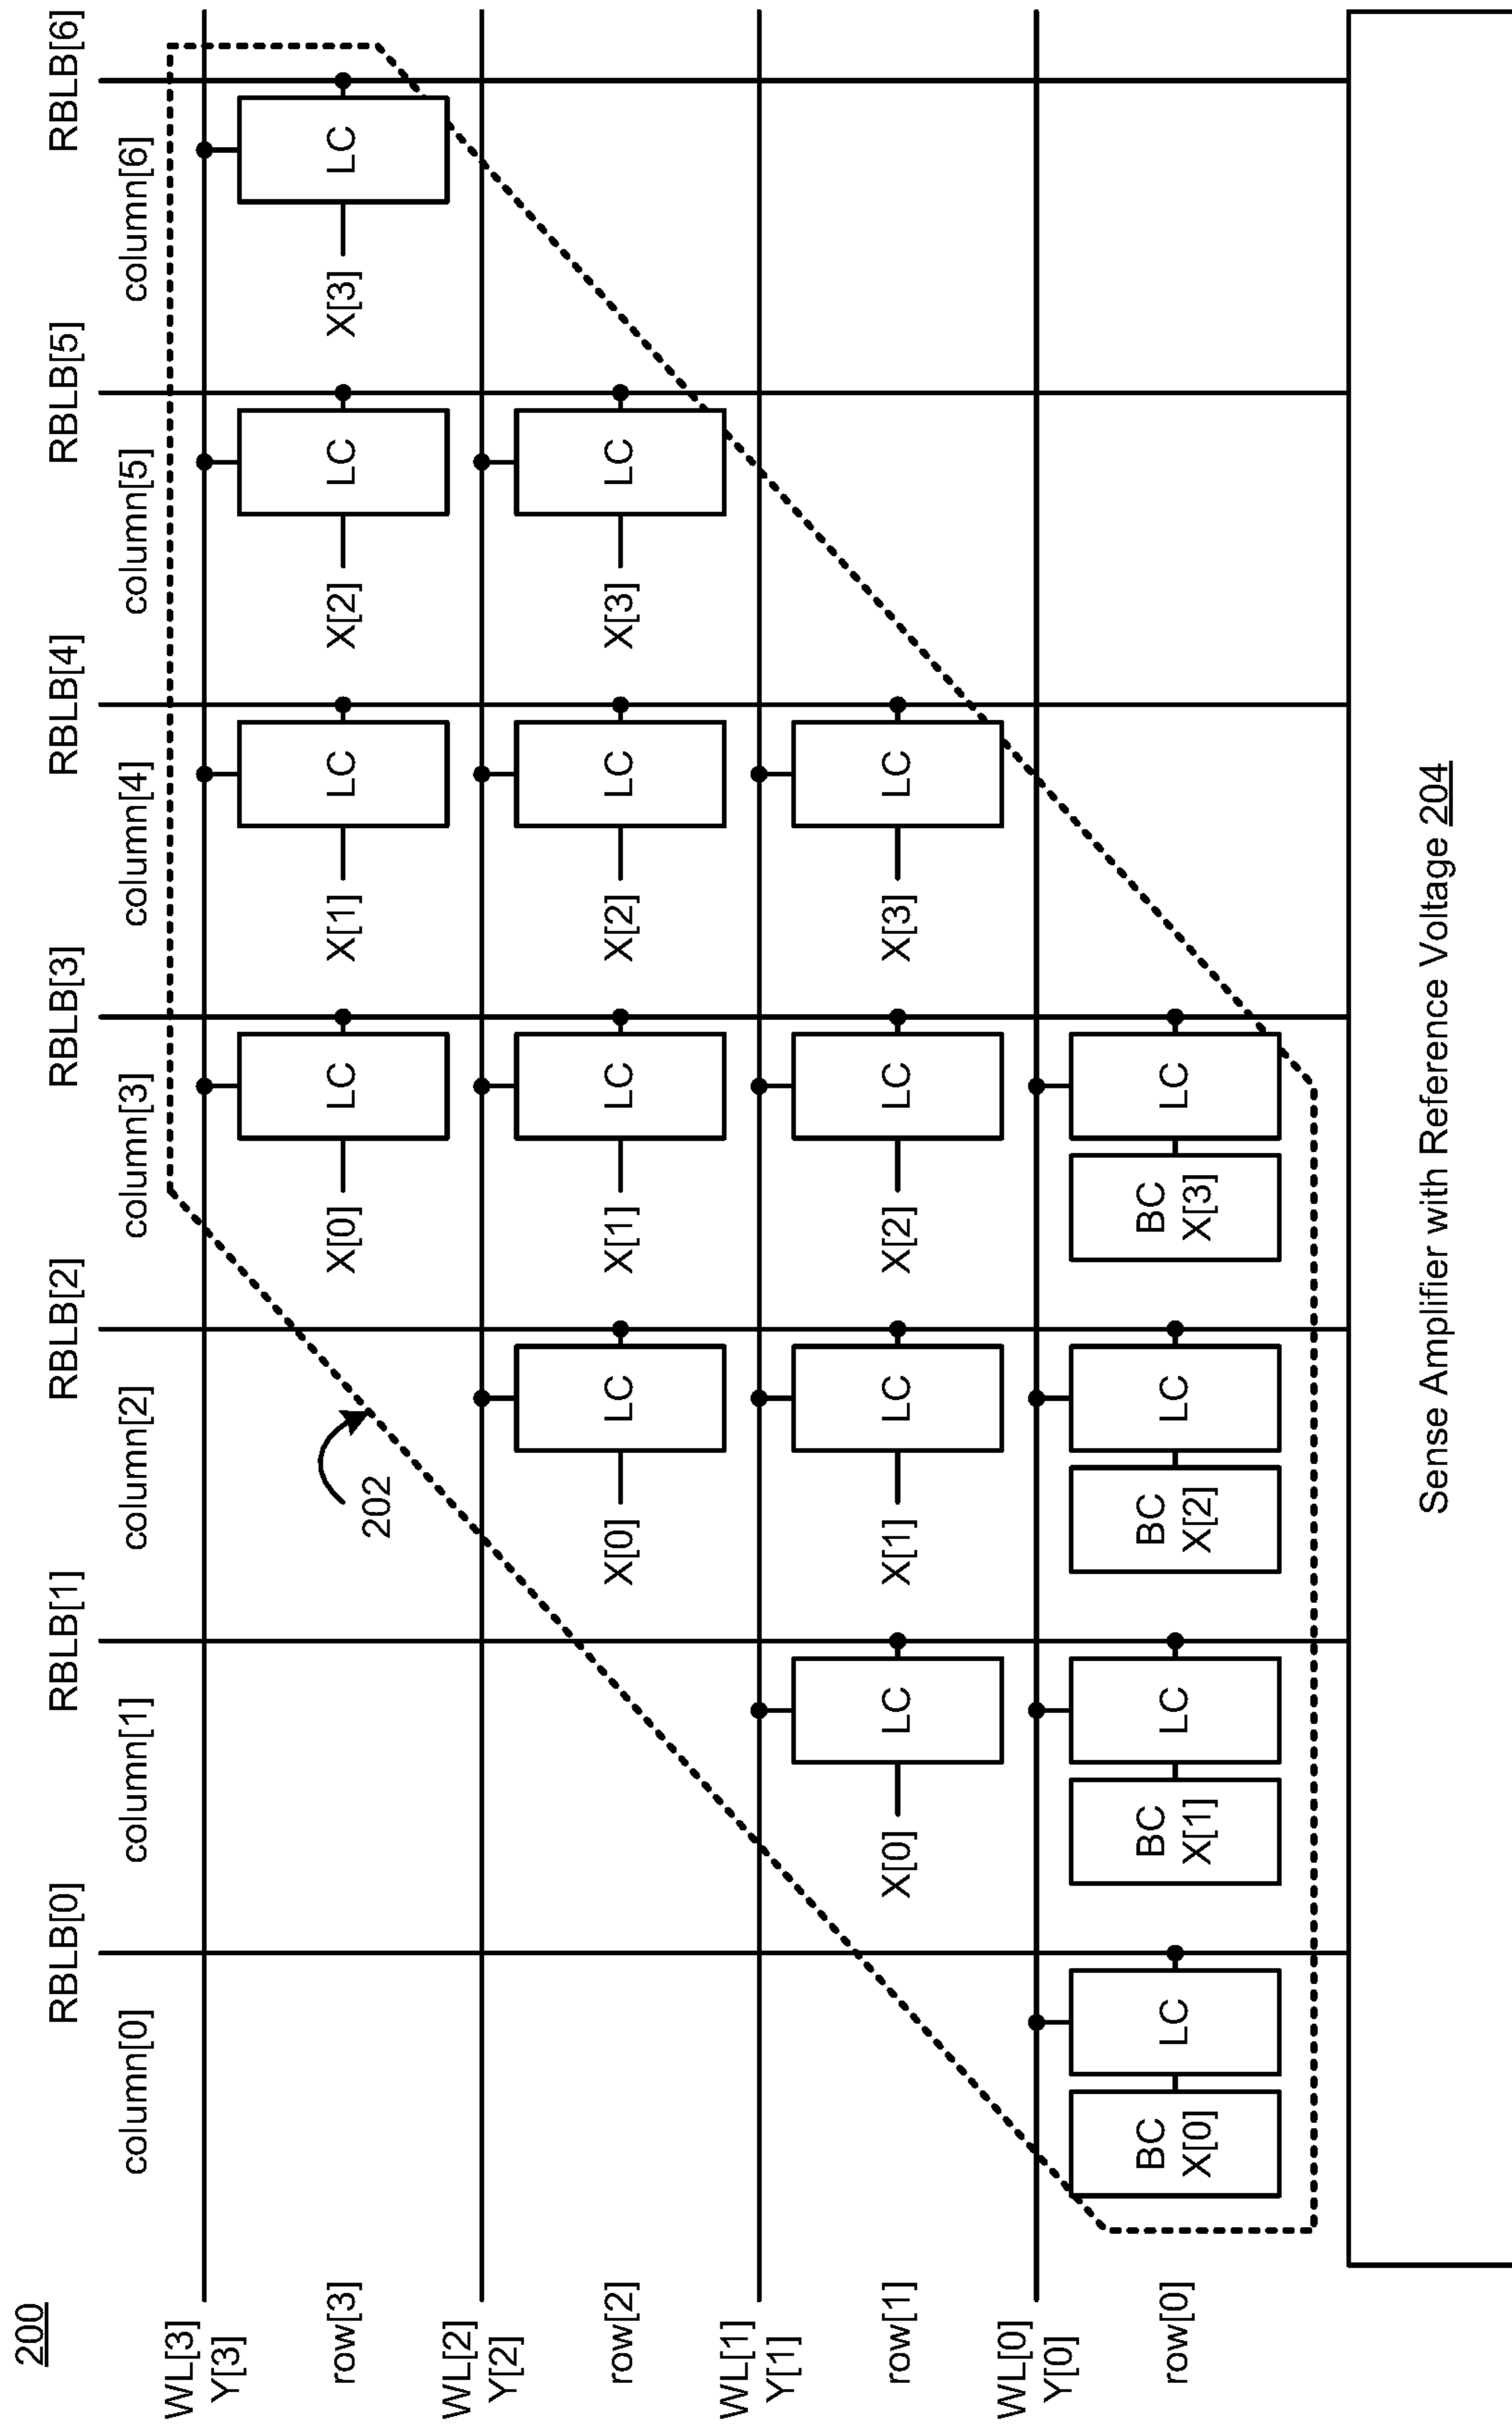 200
RBLB[0] RBLB[1] RBLB[2] RBLB[3] RBLB[4] RBLB[5] RBLB[6]
column[0] column[1] column[2] column[3] column[4] column[5] column[6]
WL[3]
Y[3]
row[3] 202 X[0] LC X[1] LC X[2] LC X[3] LC
WL[2]
Y[2]
row[2] X[0] LC X[1] LC X[2] LC X[3] LC
WL[1]
Y[1]
row[1] X[0] LC X[1] LC X[2] LC X[3] LC
WL[0]
Y[0]
row[0] BC X[0] LC BC X[1] LC BC X[2] LC BC X[3] LC
Sense Amplifier with Reference Voltage 204